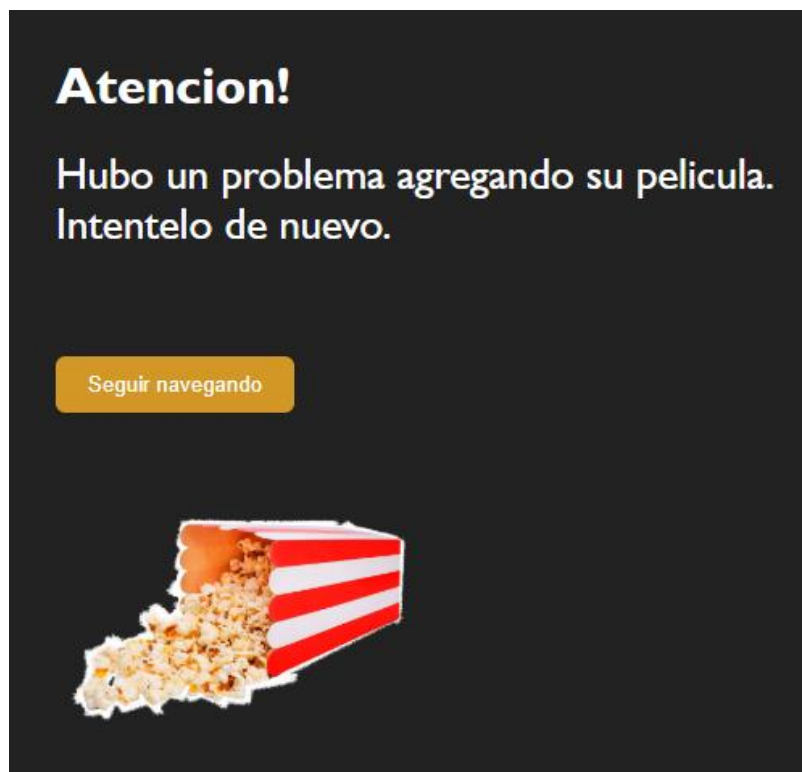 Atencion!
Hubo un problema agregando su pelicula.
Intentelo de nuevo.
Seguir navegando